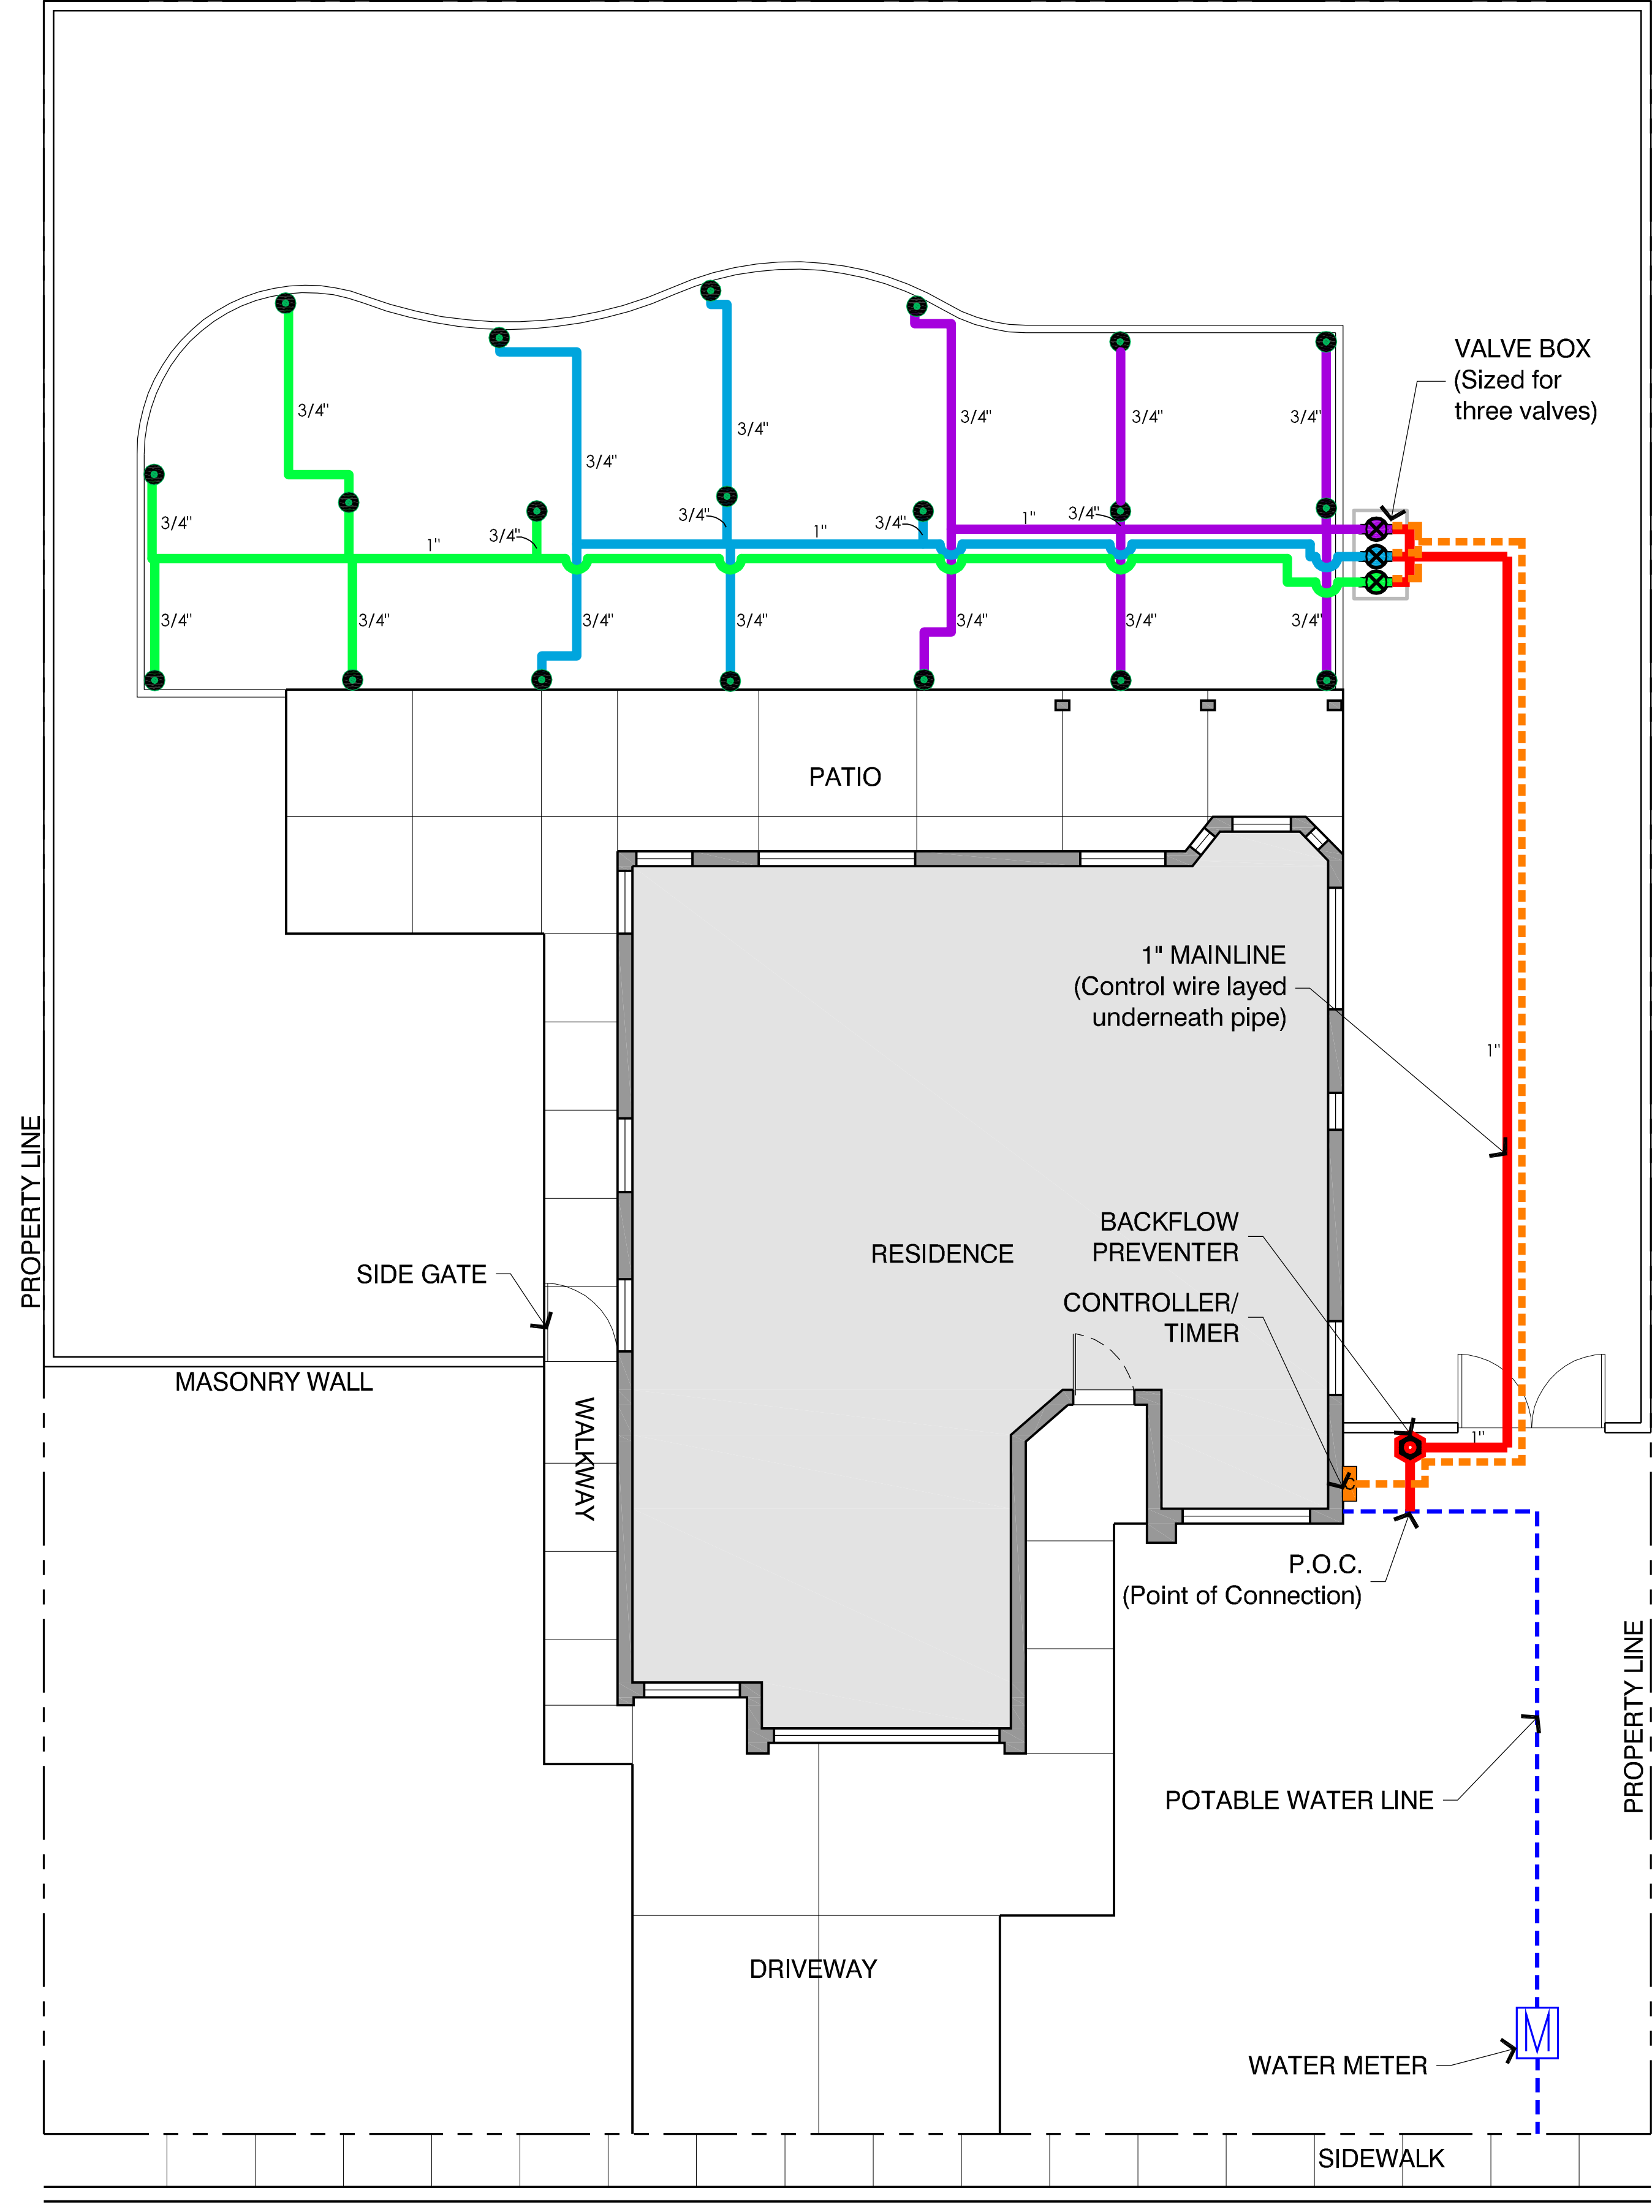 VALVE BOX
(Sized for
three valves)
3/4"
3/4"
3/4"
3/4"
3/4"
3/4"
3/4"
3/4"
3/4"
3/4"
3/4"
1"
3/4"
1"
1"
3/4"
3/4"
3/4"
3/4"
3/4"
3/4"
3/4"
PATIO
1" MAINLINE
(Control wire layed
underneath pipe)
1"
PROPERTY LINE
BACKFLOW
PREVENTER
RESIDENCE
SIDE GATE
CONTROLLER/
TIMER
MASONRY WALL
WALKWAY
1"
C
P.O.C.
(Point of Connection)
PROPERTY LINE
POTABLE WATER LINE
DRIVEWAY
M
WATER METER
SIDEWALK